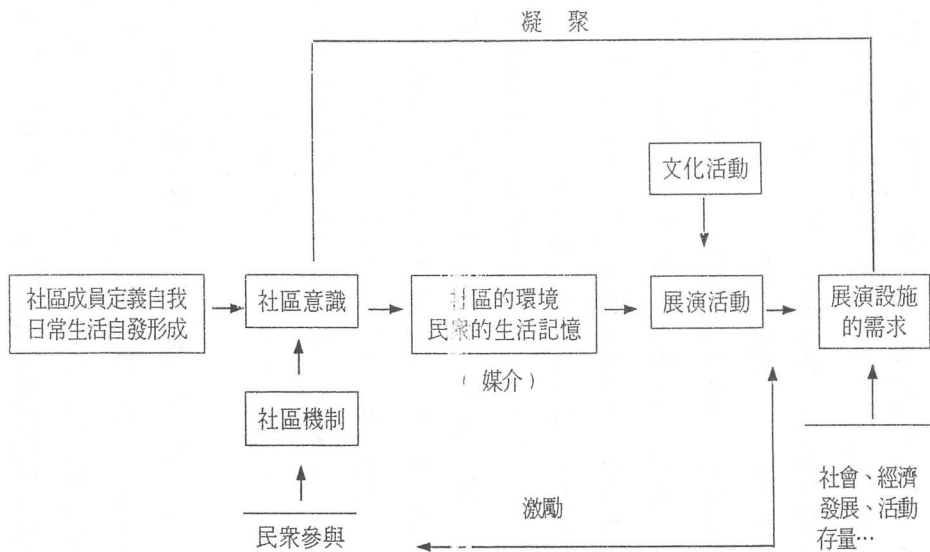 凝 聚
文化活動
社區成員定義自我
日常生活自發形成
社區意識
社區的環境
民衆的生活記憶
(媒介)
展演活動
展演設施
的需求
社區機制
民衆參與
激勵
社會、經濟
發展、活動
存量…